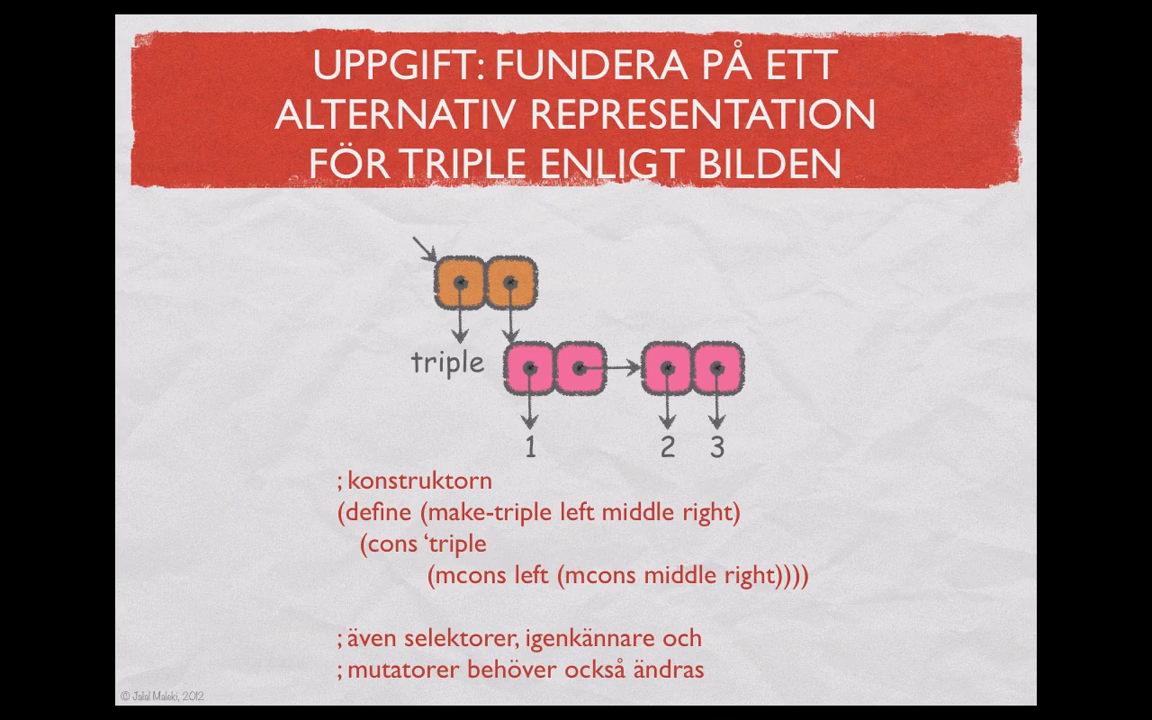 UPPGIFT: FUNDERA PÅ ETT
ALTERNATIV REPRESENTATION
FÖR TRIPLE ENLIGT BILDEN
triple
1 2 3
; konstruktorn
(define (make-triple left middle right)
(cons ‘triple
(mcons left (mcons middle right))))
; även selektorer, igenkännare och
; mutatorer behöver också ändras
© Jalal Maleki, 2012